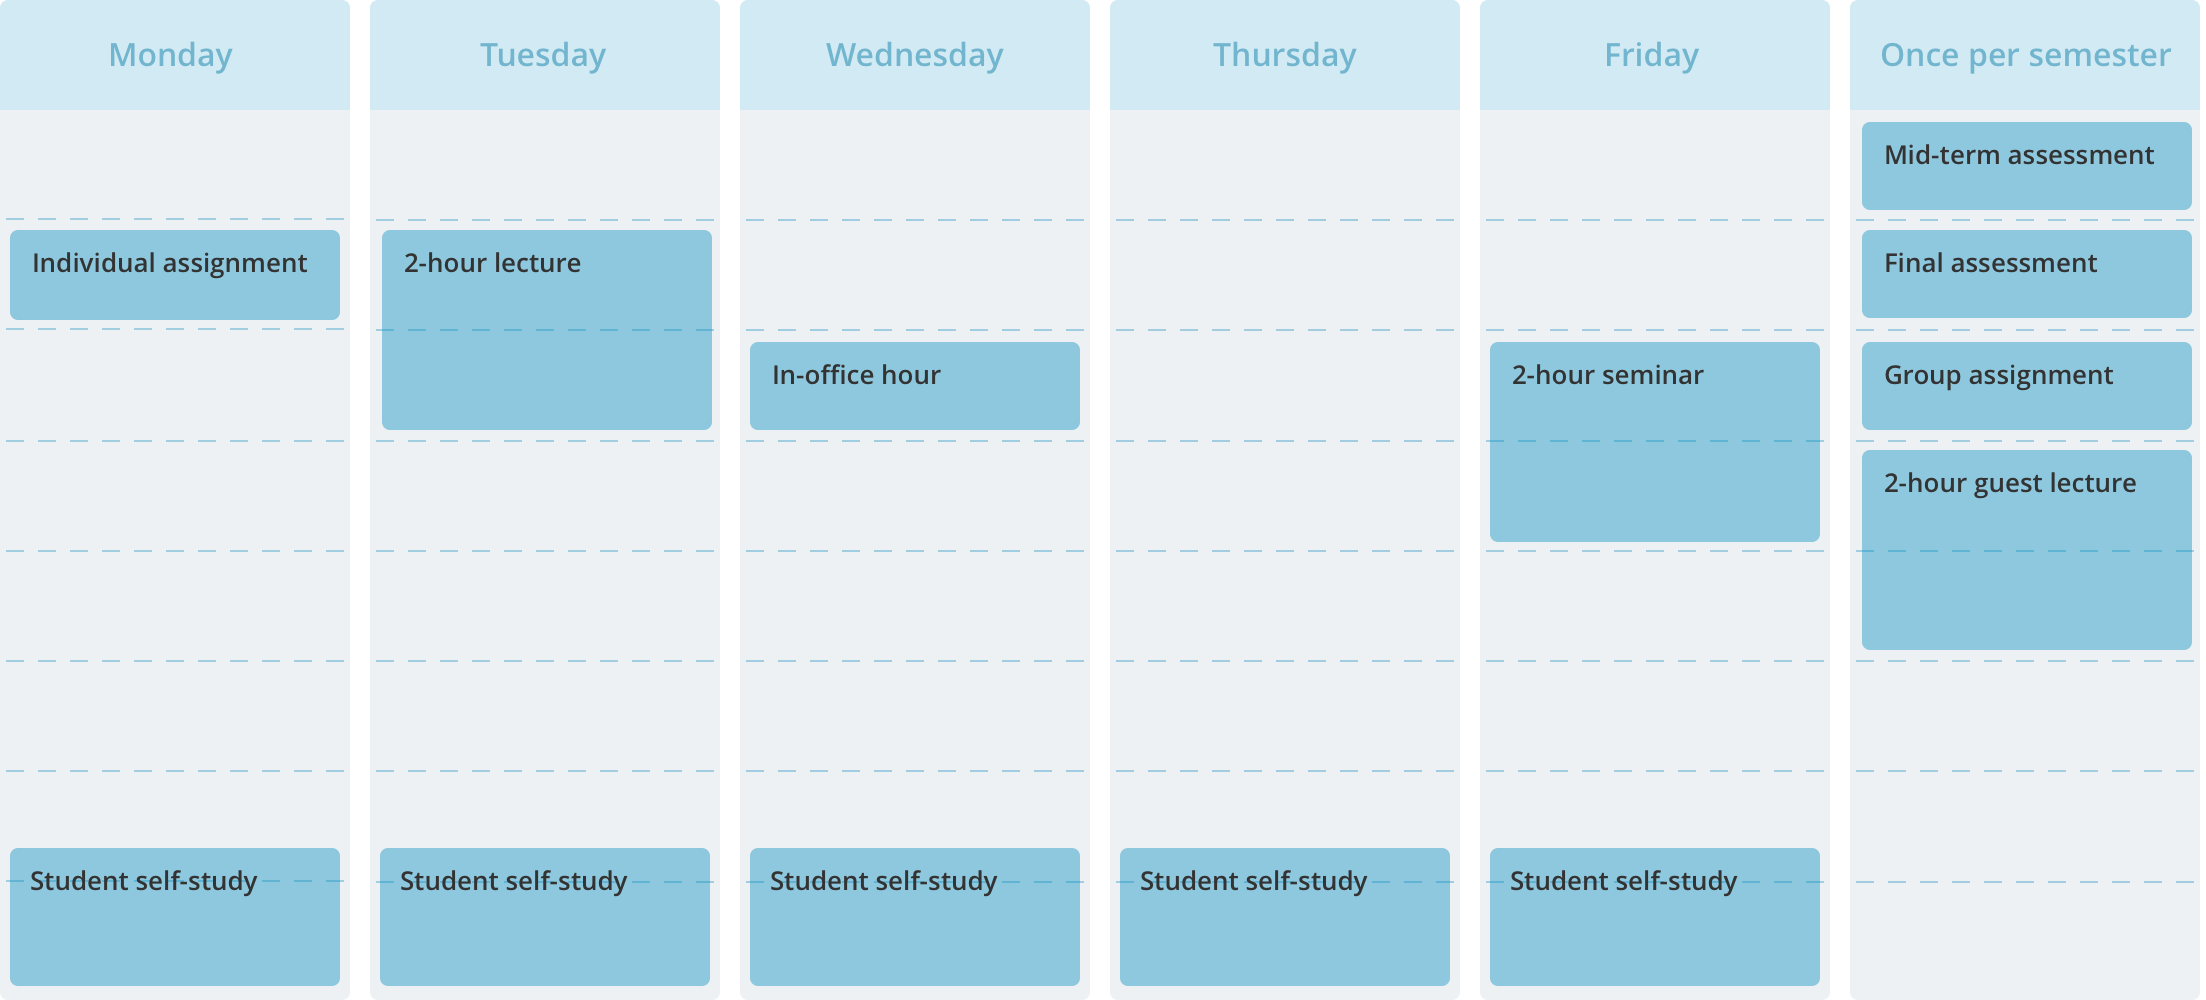 Monday
Tuesday
Wednesday
Thursday
Friday
Once per semester
Mid-term assessment
Individual assignment
2-hour lecture
Final assessment
In-office hour
2-hour seminar
Group assignment
2-hour guest lecture
Student self-study
Student self-study
Student self-study
Student self-study
Student self-study